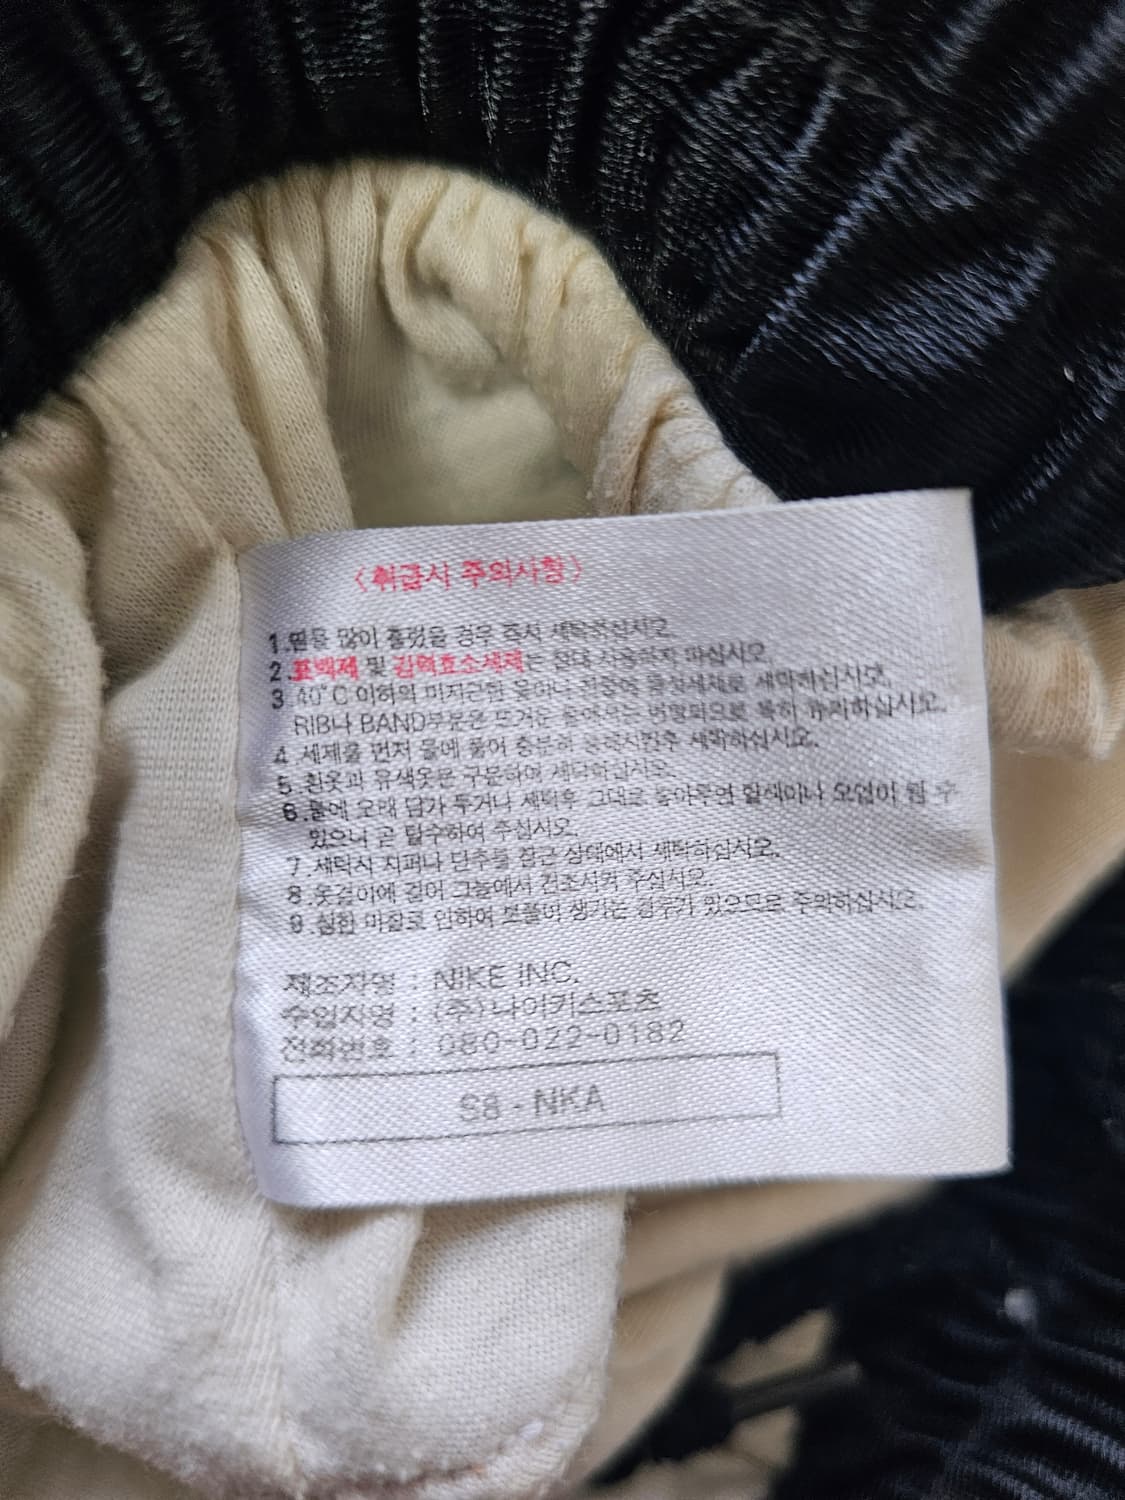 〈취급시 주의사항〉
1.땀을 많이 흘렸을 경우 즉시 세탁하십시오.
2.표백제 및 강력효소세제는 절대 사용하지 마십시오.
3 40°C 이하의 미지근한 물이나 찬물에 중성세제로 세탁하십시오.
RIB나 BAND부분은 뜨거운 물에서는 변형되므로 특히 유의하십시오.
4 세제를 먼저 물에 풀어 충분히 용해시킨후 세탁하십시오.
5 흰옷과 유색옷은 구분하여 세탁하십시오.
6.물에 오래 담가 두거나 세탁후 그대로 놓아두면 탈색이나 오염이 될 수
있으니 곧 탈수하여 주십시오.
7 세탁시 지퍼나 단추를 잠근 상태에서 세탁하십시오.
8 옷걸이에 걸어 그늘에서 건조시켜 주십시오.
9 심한 마찰로 인하여 보풀이 생기는 경우가 있으므로 주의하십시오.
제조자명 : NIKE INC.
수입자명 : (주)나이키스포츠
전화번호 : 080-022-0182
S8 - NKA